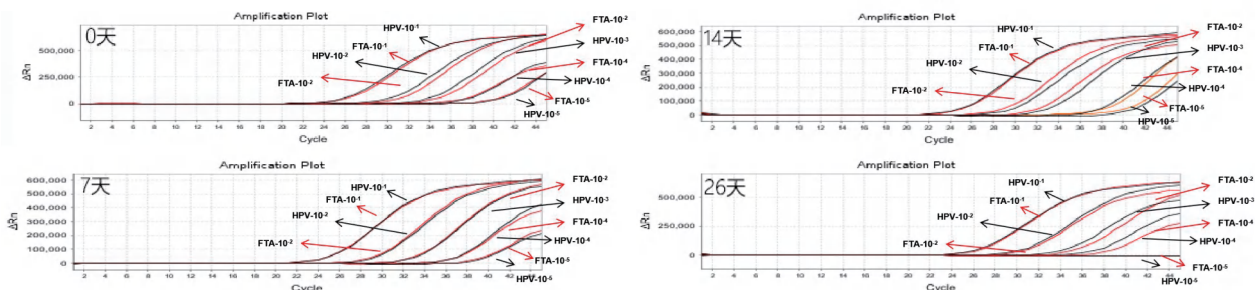 Amplification Plot
0天
500,000
250,000
0
ΔRn
2 4 6 8 10 12 14 16 18 20 22 24 26 28 30 32 34 36 38 40 42 44
Cycle
HPV-10-1
FTA-10-1
HPV-10-2
FTA-10-2
FTA-10-2
HPV-10-3
FTA-10-4
HPV-10-4
FTA-10-5
HPV-10-5
Amplification Plot
14天
600,000
500,000
400,000
300,000
200,000
100,000
0
ΔRn
2 4 6 8 10 12 14 16 18 20 22 24 26 28 30 32 34 36 38 40 42 44
Cycle
HPV-10-1
FTA-10-1
HPV-10-2
FTA-10-2
FTA-10-2
HPV-10-3
FTA-10-4
HPV-10-4
FTA-10-5
HPV-10-5
Amplification Plot
7天
600,000
500,000
400,000
300,000
200,000
100,000
0
ΔRn
2 4 6 8 10 12 14 16 18 20 22 24 26 28 30 32 34 36 38 40 42 44
Cycle
HPV-10-1
FTA-10-1
HPV-10-2
FTA-10-2
FTA-10-2
HPV-10-3
FTA-10-4
HPV-10-4
FTA-10-5
HPV-10-5
Amplification Plot
26天
500,000
250,000
0
ΔRn
2 4 6 8 10 12 14 16 18 20 22 24 26 28 30 32 34 36 38 40 42 44
Cycle
HPV-10-1
FTA-10-1
HPV-10-2
FTA-10-2
FTA-10-2
HPV-10-3
FTA-10-4
HPV-10-4
FTA-10-5
HPV-10-5